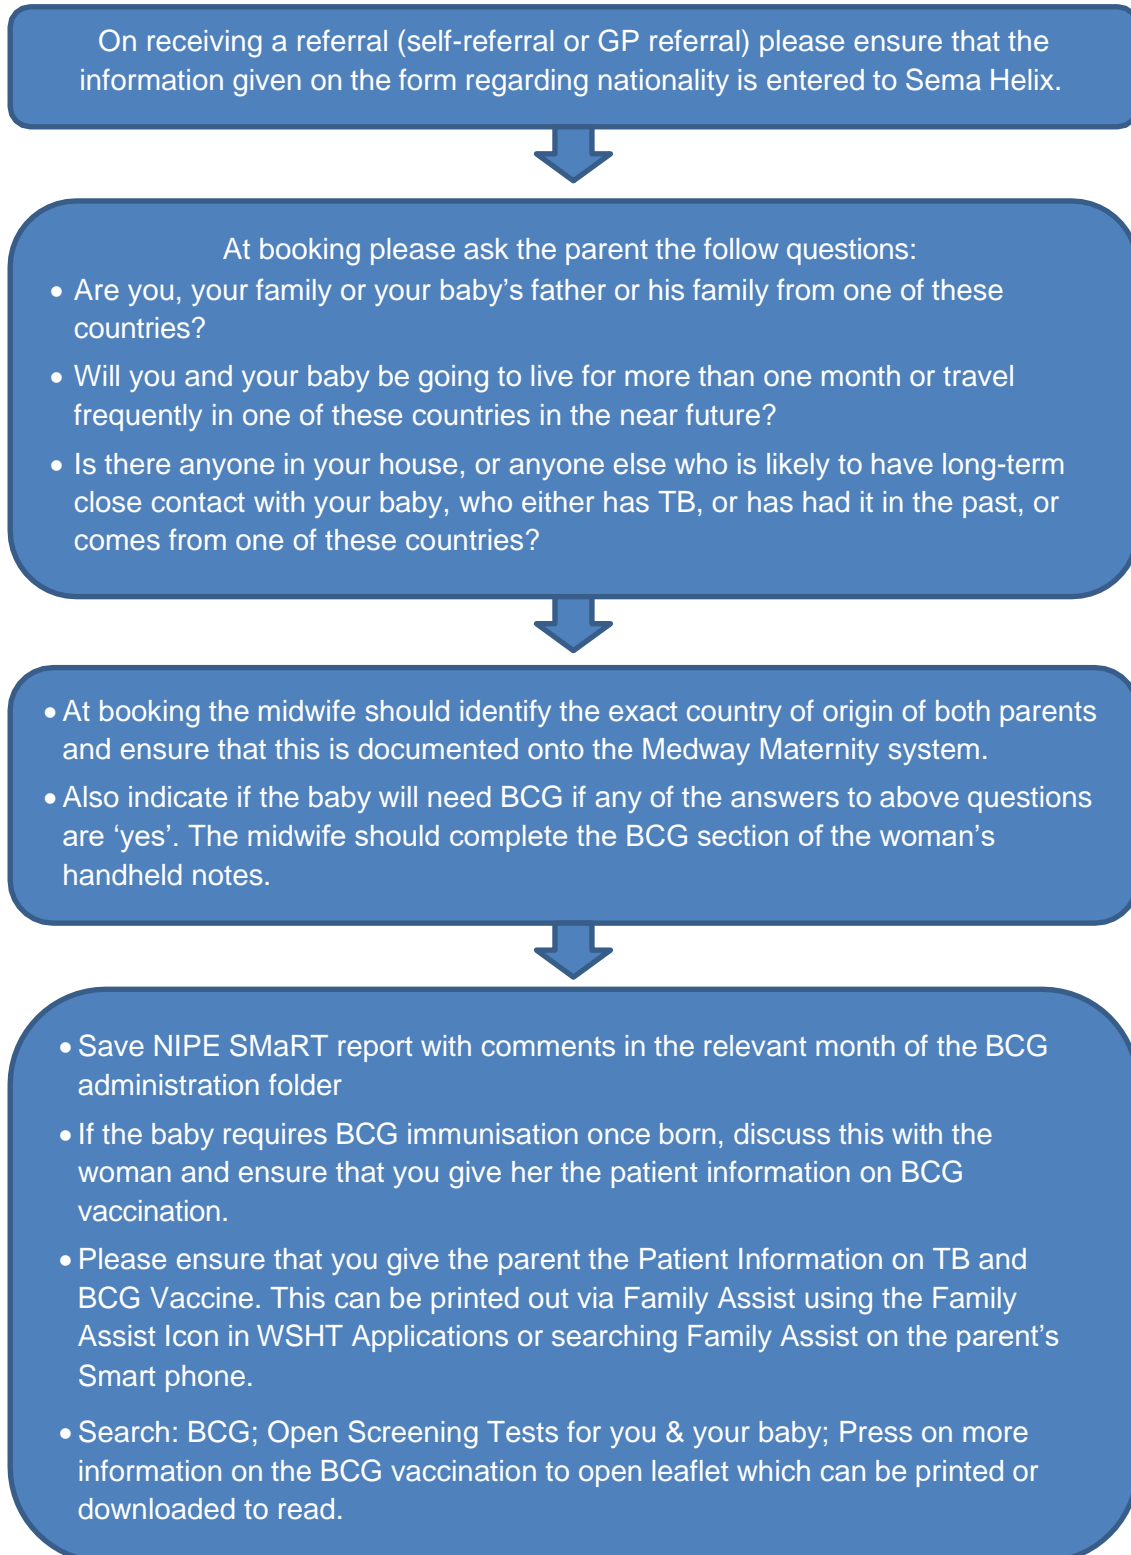 On receiving a referral (self-referral or GP referral) please ensure that the
information given on the form regarding nationality is entered to Sema Helix.
At booking please ask the parent the follow questions:
• Are you, your family or your baby’s father or his family from one of these
countries?
• Will you and your baby be going to live for more than one month or travel
frequently in one of these countries in the near future?
• Is there anyone in your house, or anyone else who is likely to have long-term
close contact with your baby, who either has TB, or has had it in the past, or
comes from one of these countries?
• At booking the midwife should identify the exact country of origin of both parents
and ensure that this is documented onto the Medway Maternity system.
• Also indicate if the baby will need BCG if any of the answers to above questions
are ‘yes’. The midwife should complete the BCG section of the woman’s
handheld notes.
• Save NIPE SMaRT report with comments in the relevant month of the BCG
administration folder
• If the baby requires BCG immunisation once born, discuss this with the
woman and ensure that you give her the patient information on BCG
vaccination.
• Please ensure that you give the parent the Patient Information on TB and
BCG Vaccine. This can be printed out via Family Assist using the Family
Assist Icon in WSHT Applications or searching Family Assist on the parent’s
Smart phone.
• Search: BCG; Open Screening Tests for you & your baby; Press on more
information on the BCG vaccination to open leaflet which can be printed or
downloaded to read.